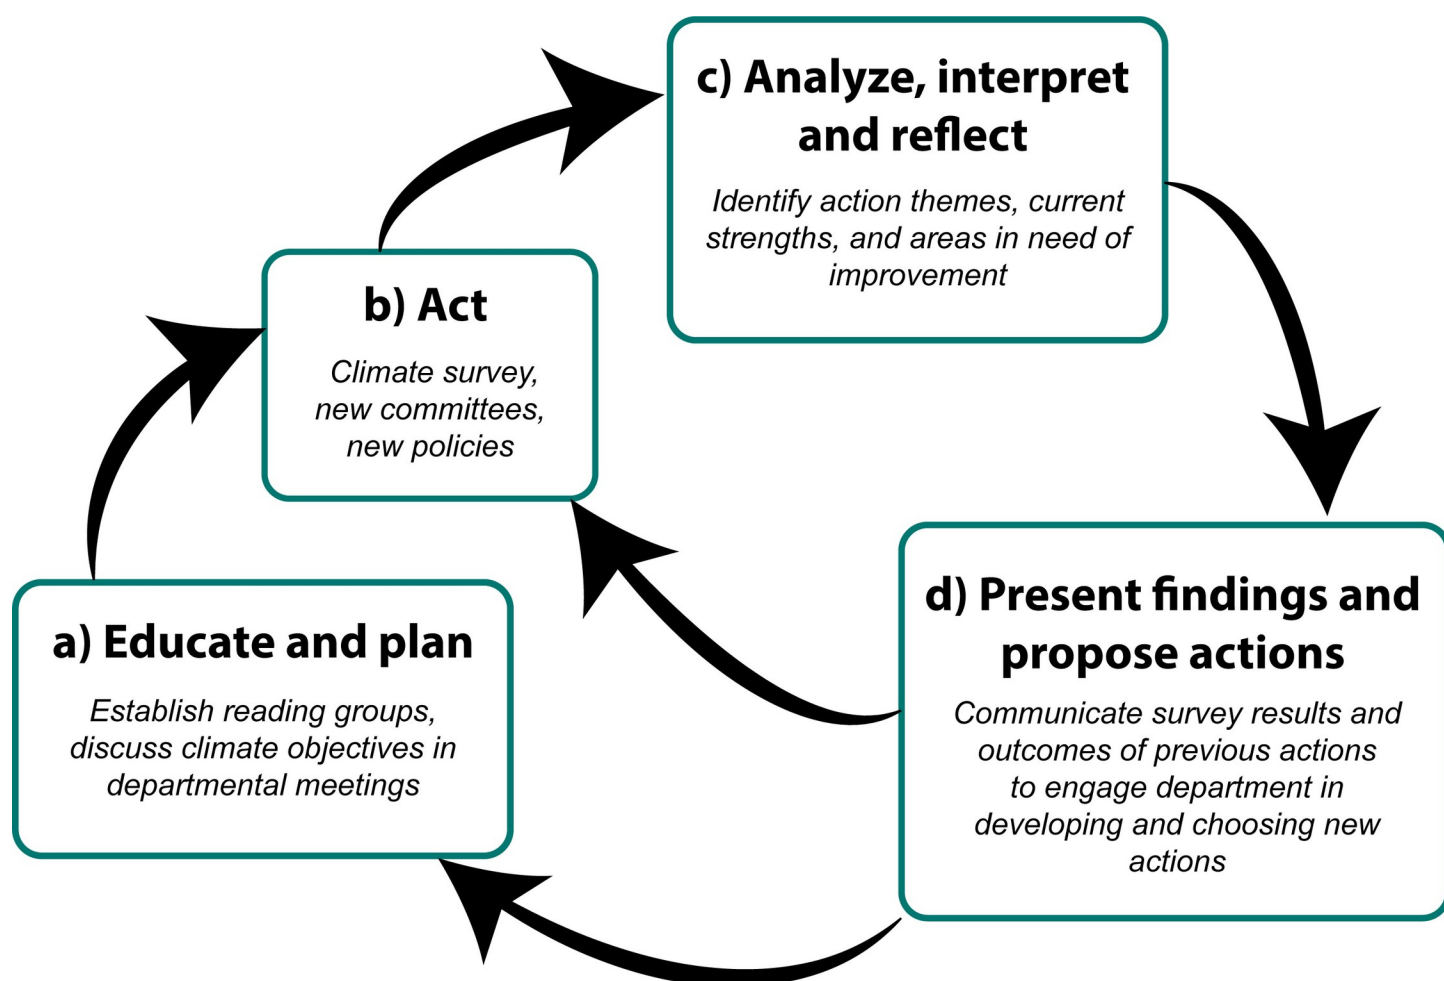 a) Educate and plan
Establish reading groups,
discuss climate objectives in
departmental meetings
b) Act
Climate survey,
new committees,
new policies
c) Analyze, interpret
and reflect
Identify action themes, current
strengths, and areas in need of
improvement
d) Present findings and
propose actions
Communicate survey results and
outcomes of previous actions
to engage department in
developing and choosing new
actions